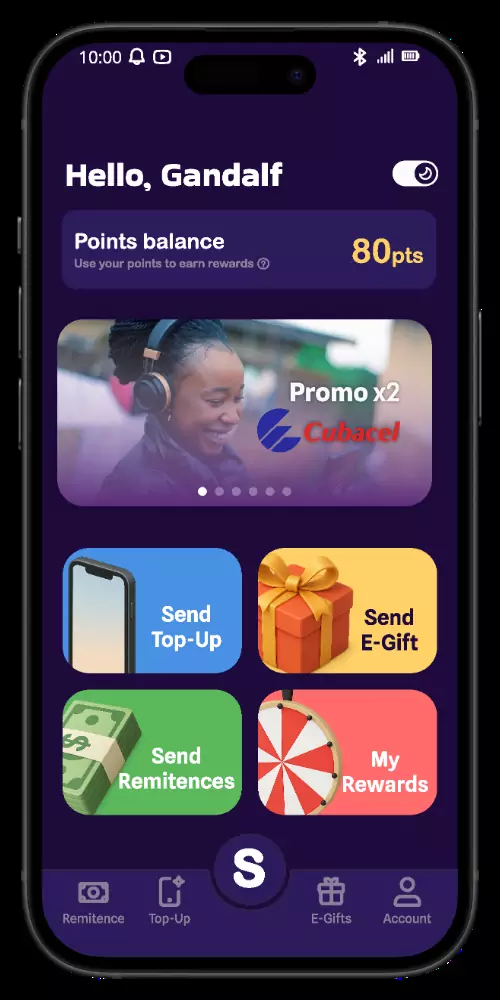 10:00
Hello, Gandalf
Points balance
Use your points to earn rewards
80pts
Promo x2
Cubacel
Send
Top-Up
Send
E-Gift
Send
Remitences
My
Rewards
S
Remitence
Top-Up
E-Gifts
Account